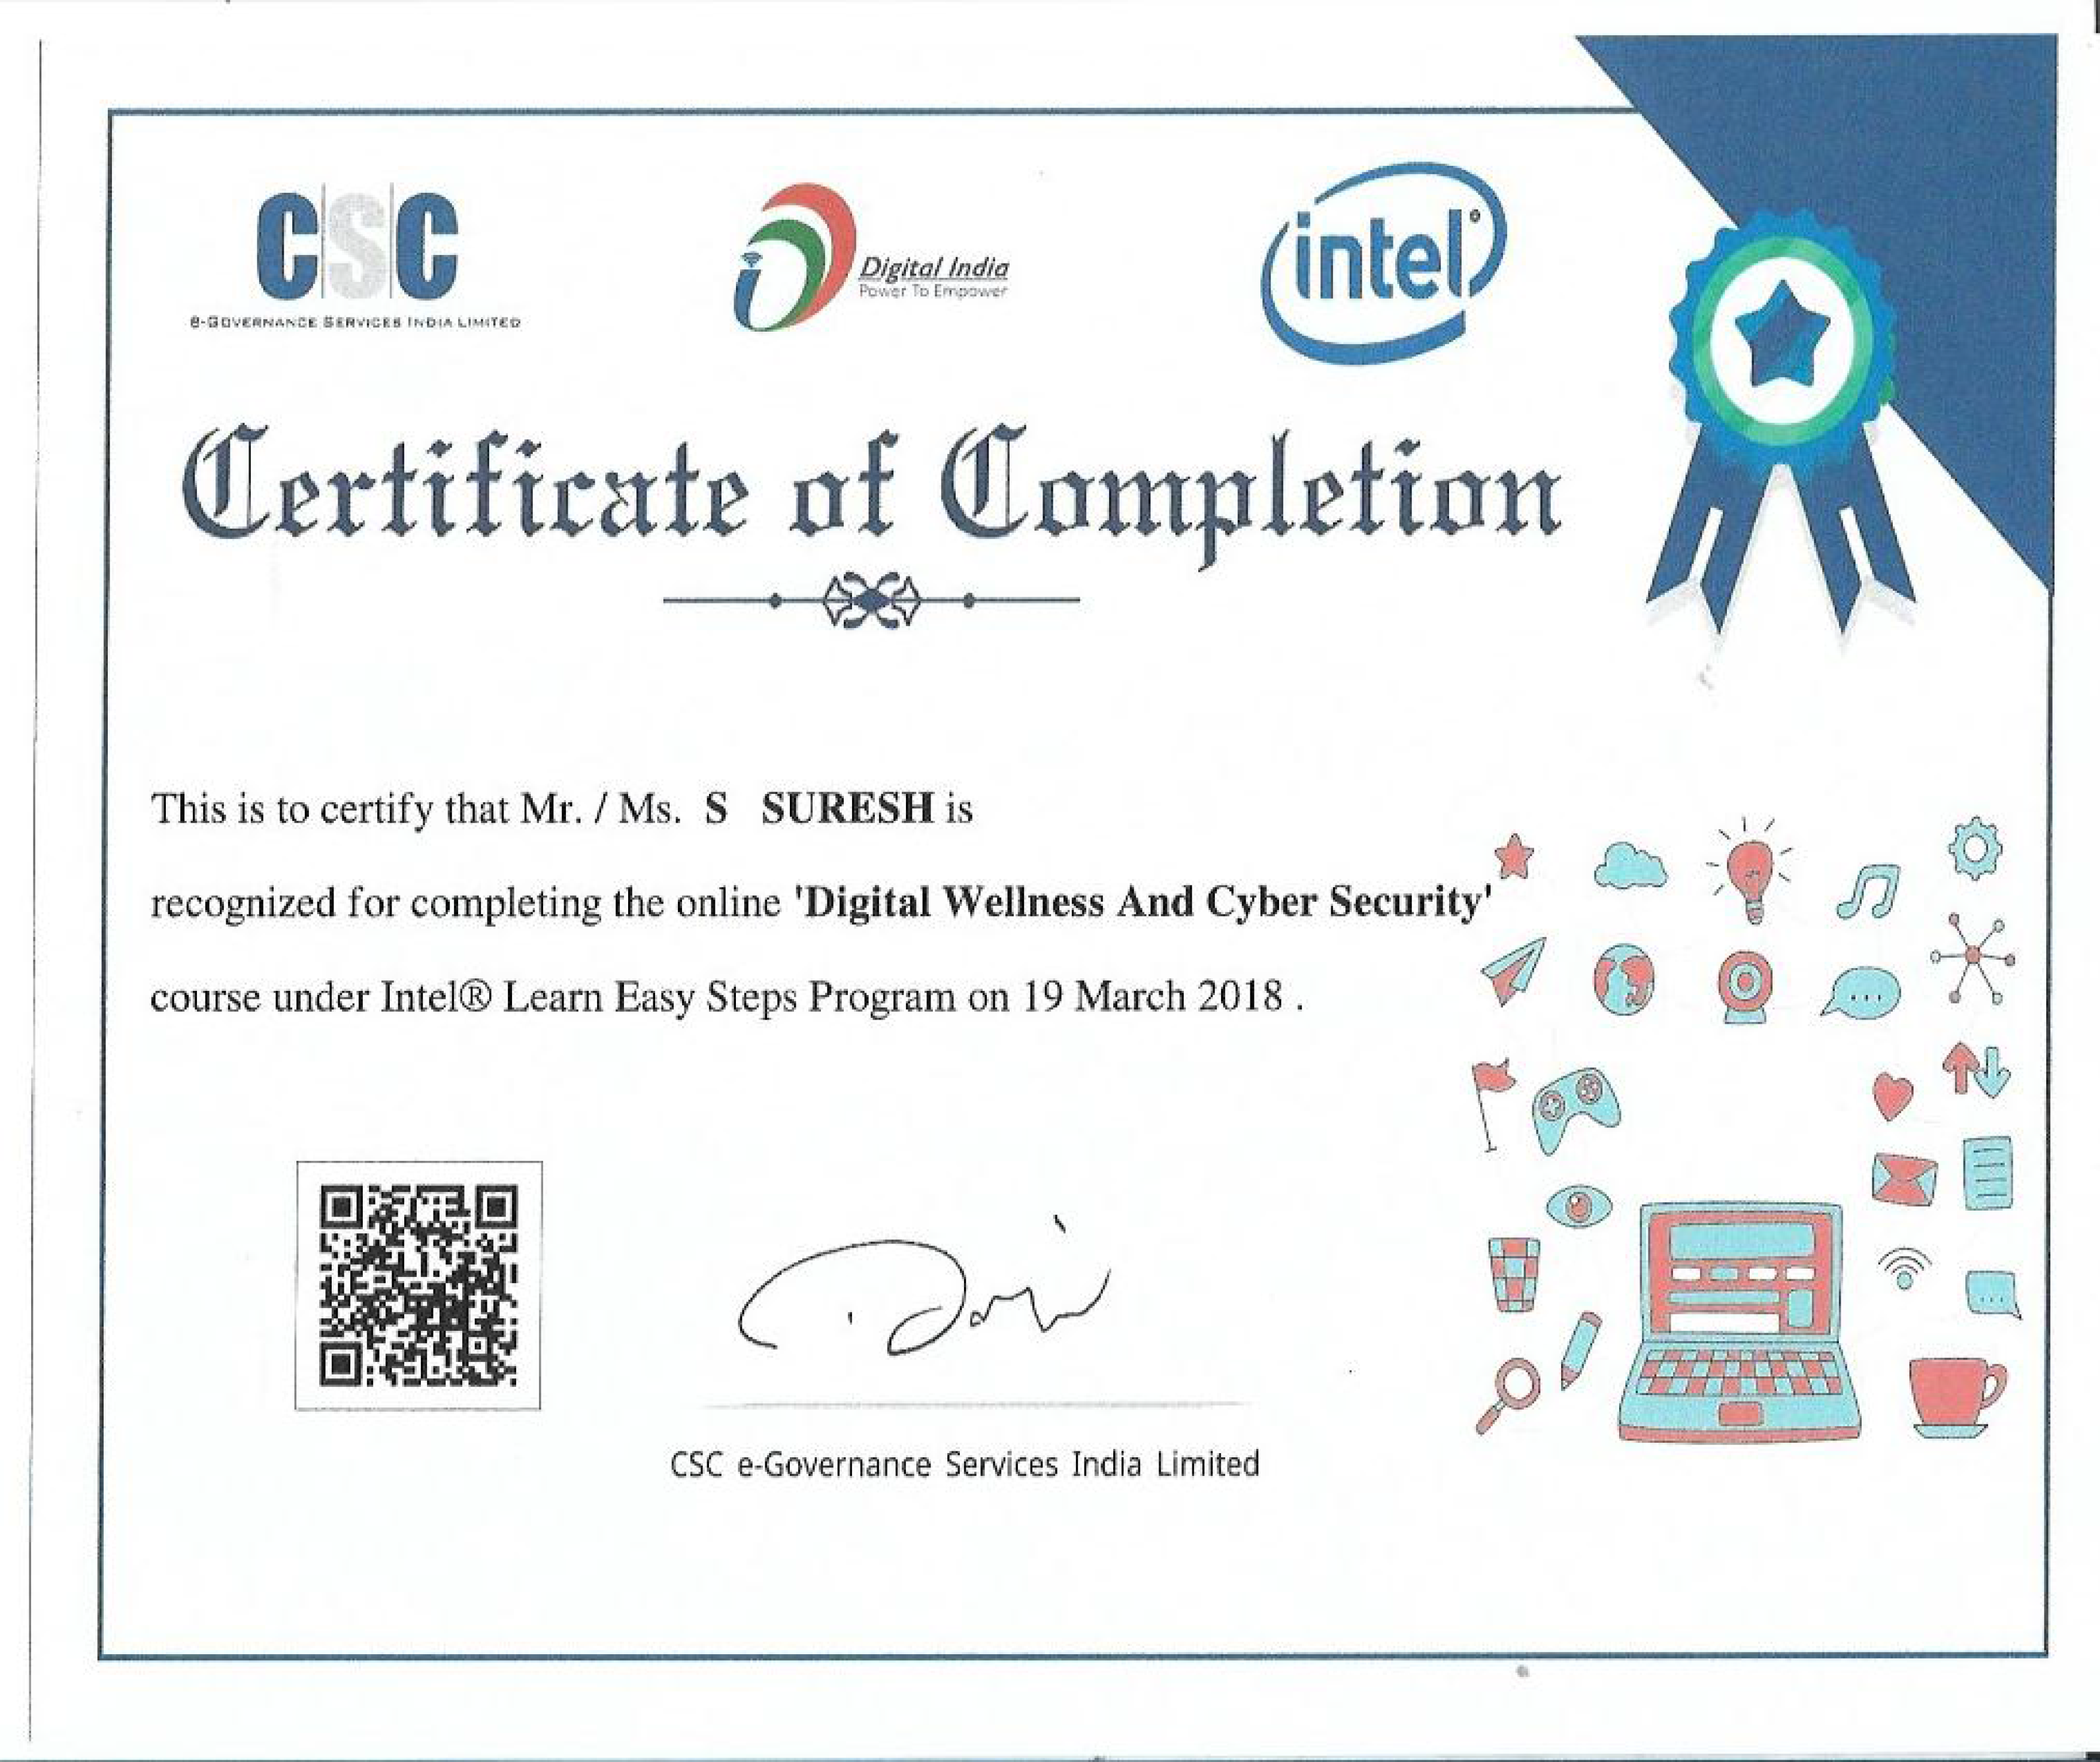 CSC
e-GOVERNANCE SERVICES INDIA LIMITED
Digital India
Power To Empower
intel®
Certificate of Completion
This is to certify that Mr. / Ms. S SURESH is
recognized for completing the online 'Digital Wellness And Cyber Security'
course under Intel® Learn Easy Steps Program on 19 March 2018 .
CSC e-Governance Services India Limited